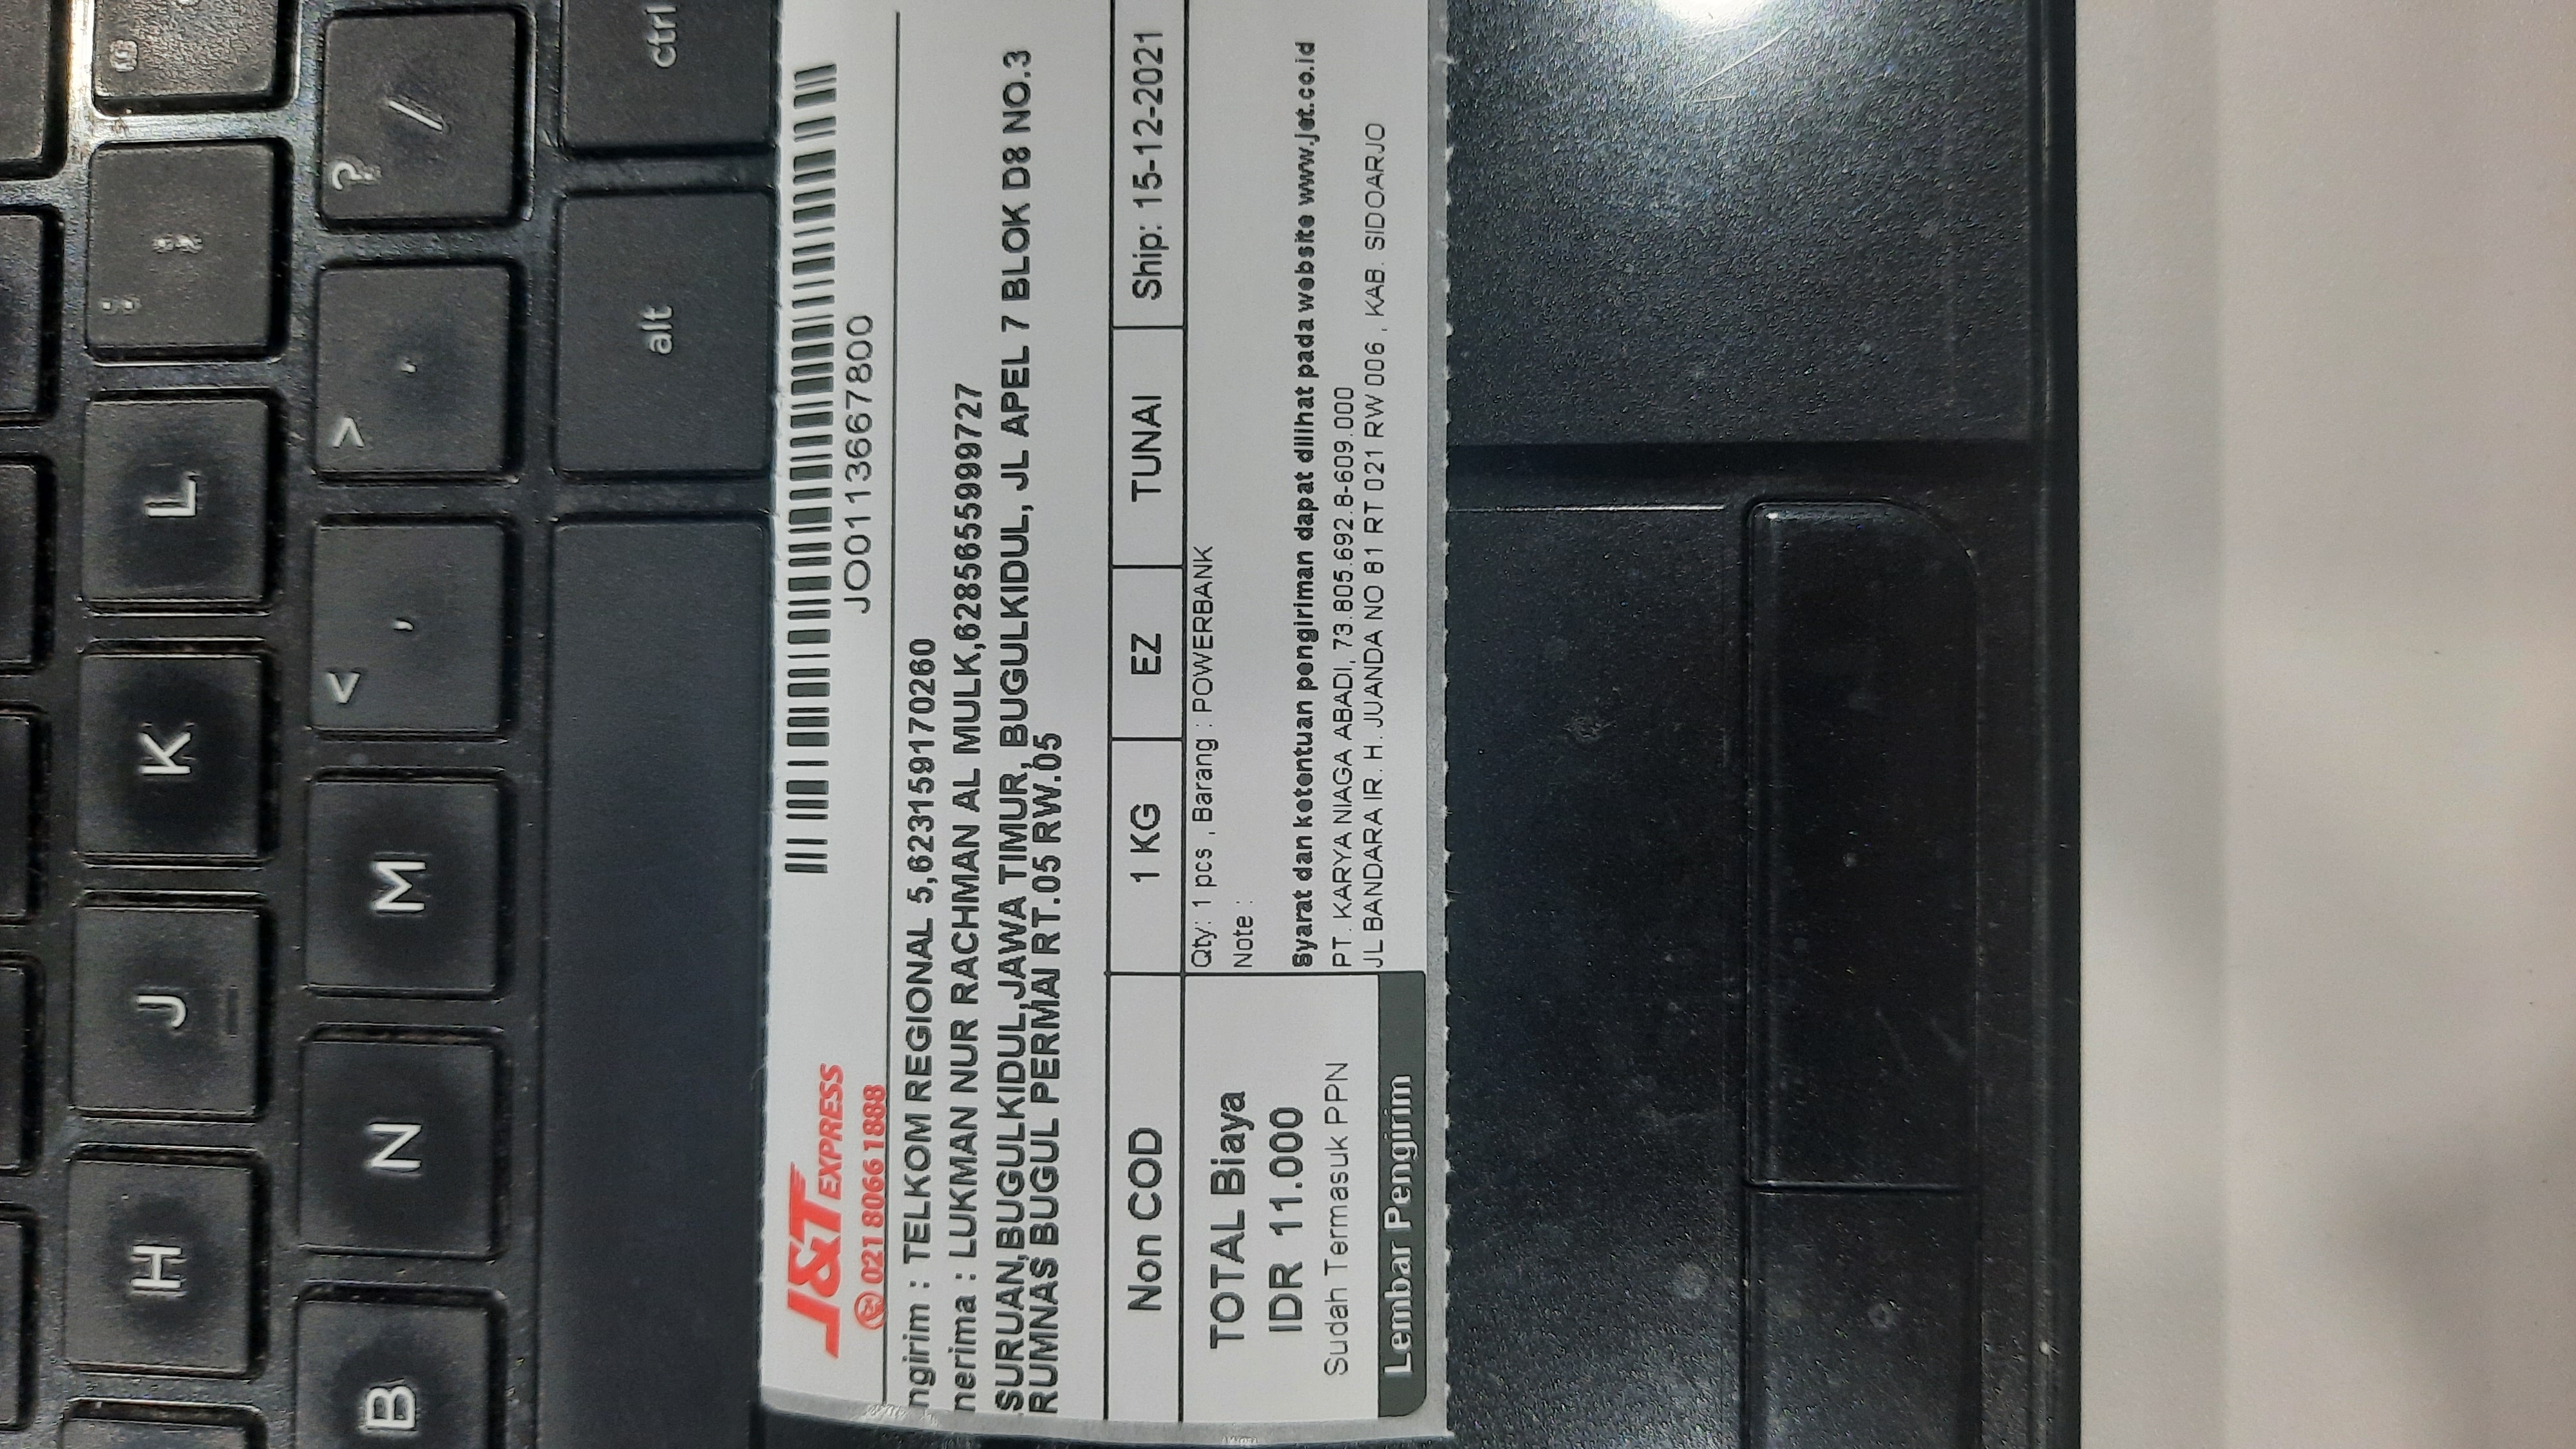 H J K L : ;
B N M < , > . ? /
alt ctrl
J&T EXPRESS
021 8066 1888
JO0113667800
ngirim : TELKOM REGIONAL 5,623159170260
nerima : LUKMAN NUR RACHMAN AL MULK,6285655999727
SURUAN,BUGULKIDUL,JAWA TIMUR, BUGULKIDUL, JL APEL 7 BLOK D8 NO.3
RUMNAS BUGUL PERMAI RT.05 RW.05
Non COD 1 KG EZ TUNAI Ship: 15-12-2021
TOTAL Biaya
IDR 11.000
Sudah Termasuk PPN
Lembar Pengirim
Qty: 1 pcs , Barang : POWERBANK
Note :
Syarat dan ketentuan pengiriman dapat dilihat pada website www.jet.co.id
PT. KARYA NIAGA ABADI, 73.805.692.8-609.000
JL BANDARA IR. H. JUANDA NO 81 RT 021 RW 006 , KAB. SIDOARJO